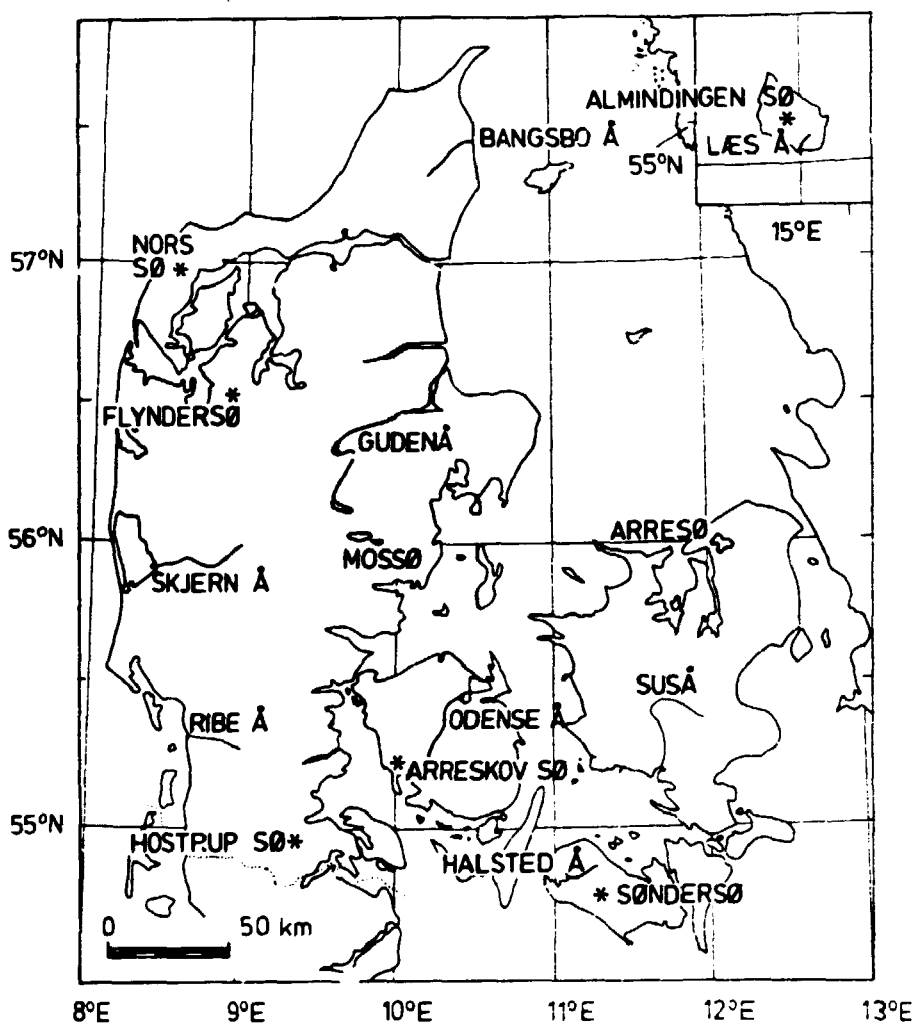 ALMINDINGEN SØ
*
BANGSBO Å
LÆS Å
55°N
15°E
57°N
NORS
SØ *
*
FLYNDERSØ
GUDENÅ
56°N
ARRESØ
MOSSØ
SKJERN Å
SUSÅ
RIBE Å
ODENSE Å
* ARRESKOV SØ
55°N
HOSTRUP SØ*
HALSTED Å
* SØNDERSØ
0 50 km
8°E 9°E 10°E 11°E 12°E 13°E